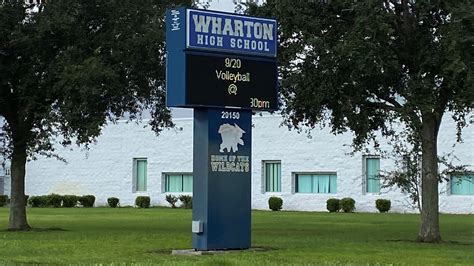 WHARTON
HIGH SCHOOL
9/20
Volleyball
@
30pm
20150
HOME OF THE
WILDCATS